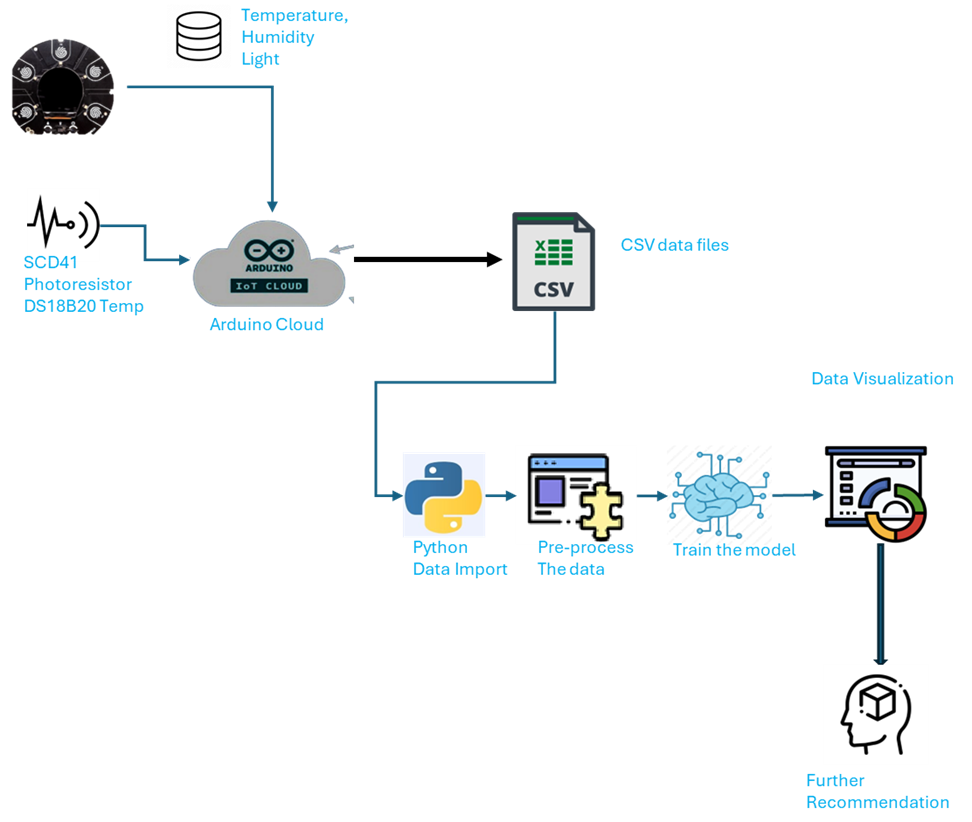 Temperature,
Humidity
Light
SCD41
Photoresistor
DS18B20 Temp
ARDUINO
IoT CLOUD
Arduino Cloud
X
CSV
CSV data files
Data Visualization
Python
Data Import
Pre-process
The data
Train the model
Further
Recommendation